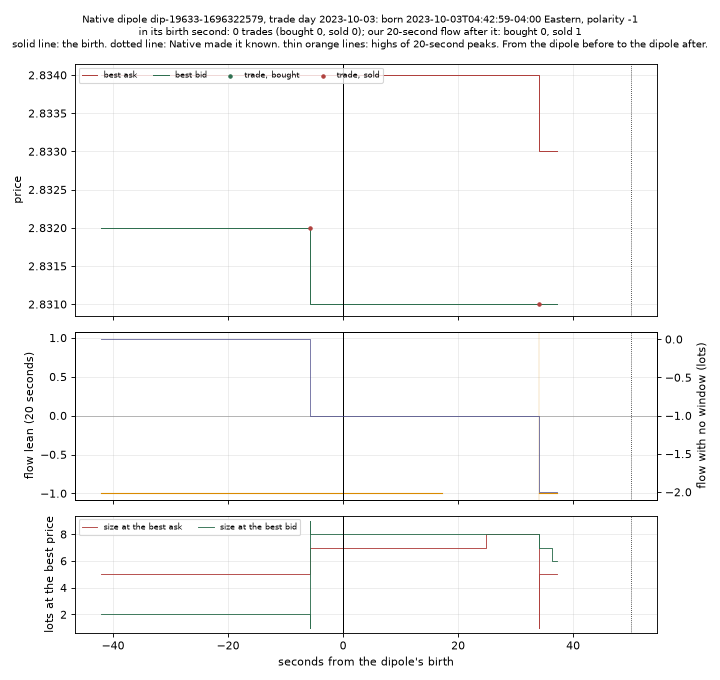 Native dipole dip-19633-1696322579, trade day 2023-10-03: born 2023-10-03T04:42:59-04:00 Eastern, polarity -1
in its birth second: 0 trades (bought 0, sold 0); our 20-second flow after it: bought 0, sold 1
solid line: the birth. dotted line: Native made it known. thin orange lines: highs of 20-second peaks. From the dipole before to the dipole after.
best ask best bid trade, bought trade, sold
2.8340
2.8335
2.8330
2.8325
2.8320
2.8315
2.8310
price
1.0
0.5
0.0
−0.5
−1.0
flow lean (20 seconds)
0.0
−0.5
−1.0
−1.5
−2.0
flow with no window (lots)
size at the best ask size at the best bid
8
6
4
2
lots at the best price
−40 −20 0 20 40
seconds from the dipole's birth